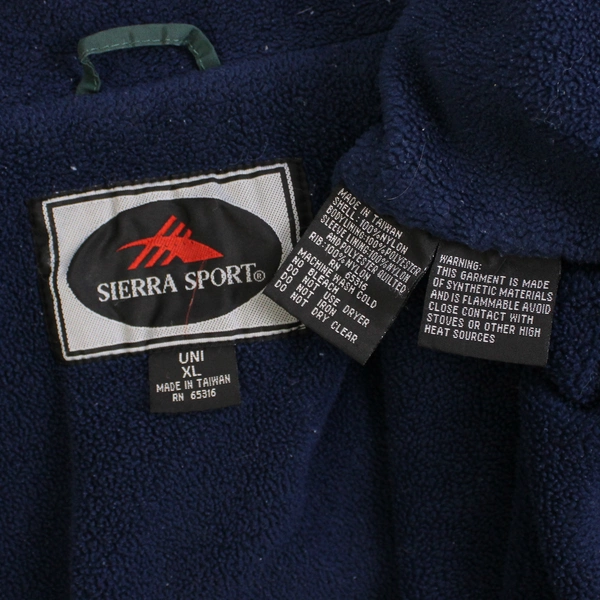 SIERRA SPORT®
UNI
XL
MADE IN TAIWAN
RN 65316
MADE IN TAIWAN
SHELL:100%NYLON
BODY LINING:100%POLYESTER
SLEEVE LINING:100%NYLON
AND POLYESTER QUILTED
RIB:100%NYLON
65316
MACHINE WASH COLD
NO BLEACH
DO NOT USE DRYER
DO NOT IRON
NOT DRY CLEAR
WARNING:
THIS GARMENT IS MADE
OF SYNTHETIC MATERIALS
AND IS FLAMMABLE AVOID
CLOSE CONTACT WITH
STOVES OR OTHER HIGH
HEAT SOURCES